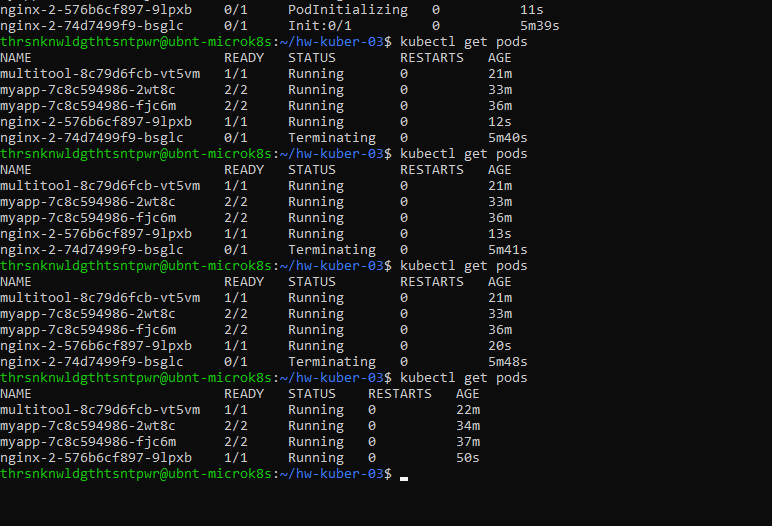 nginx-2-576b6cf897-9lpxb    0/1     PodInitializing   0             11s
nginx-2-74d7499f9-bsglc     0/1     Init:0/1          0             5m39s
thrsnknwldgthtsntpwr@ubnt-microk8s:~/hw-kuber-03$ kubectl get pods
NAME                        READY   STATUS        RESTARTS   AGE
multitool-8c79d6fcb-vt5vm   1/1     Running       0          21m
myapp-7c8c594986-2wt8c      2/2     Running       0          33m
myapp-7c8c594986-fjc6m      2/2     Running       0          36m
nginx-2-576b6cf897-9lpxb    1/1     Running       0          12s
nginx-2-74d7499f9-bsglc     0/1     Terminating   0          5m40s
thrsnknwldgthtsntpwr@ubnt-microk8s:~/hw-kuber-03$ kubectl get pods
NAME                        READY   STATUS        RESTARTS   AGE
multitool-8c79d6fcb-vt5vm   1/1     Running       0          21m
myapp-7c8c594986-2wt8c      2/2     Running       0          33m
myapp-7c8c594986-fjc6m      2/2     Running       0          36m
nginx-2-576b6cf897-9lpxb    1/1     Running       0          13s
nginx-2-74d7499f9-bsglc     0/1     Terminating   0          5m41s
thrsnknwldgthtsntpwr@ubnt-microk8s:~/hw-kuber-03$ kubectl get pods
NAME                        READY   STATUS        RESTARTS   AGE
multitool-8c79d6fcb-vt5vm   1/1     Running       0          21m
myapp-7c8c594986-2wt8c      2/2     Running       0          33m
myapp-7c8c594986-fjc6m      2/2     Running       0          36m
nginx-2-576b6cf897-9lpxb    1/1     Running       0          20s
nginx-2-74d7499f9-bsglc     0/1     Terminating   0          5m48s
thrsnknwldgthtsntpwr@ubnt-microk8s:~/hw-kuber-03$ kubectl get pods
NAME                        READY   STATUS    RESTARTS   AGE
multitool-8c79d6fcb-vt5vm   1/1     Running   0          22m
myapp-7c8c594986-2wt8c      2/2     Running   0          34m
myapp-7c8c594986-fjc6m      2/2     Running   0          37m
nginx-2-576b6cf897-9lpxb    1/1     Running   0          50s
thrsnknwldgthtsntpwr@ubnt-microk8s:~/hw-kuber-03$